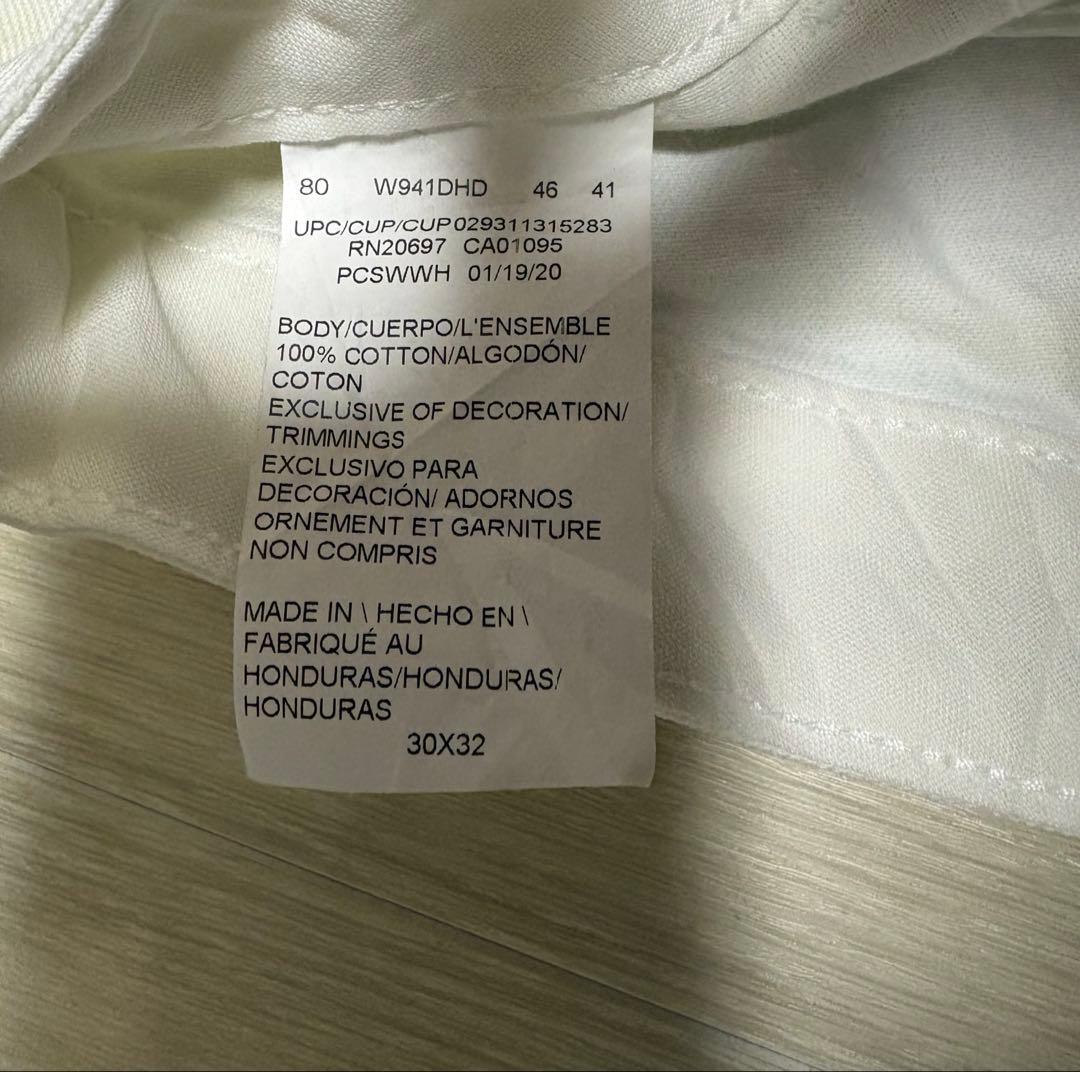 80 W941DHD 46 41
UPC/CUP/CUP029311315283
RN20697 CA01095
PCSWWH 01/19/20
BODY/CUERPO/L'ENSEMBLE
100% COTTON/ALGODÓN/
COTON
EXCLUSIVE OF DECORATION/
TRIMMINGS
EXCLUSIVO PARA
DECORACIÓN/ ADORNOS
ORNEMENT ET GARNITURE
NON COMPRIS
MADE IN \ HECHO EN \
FABRIQUÉ AU
HONDURAS/HONDURAS/
HONDURAS
30X32